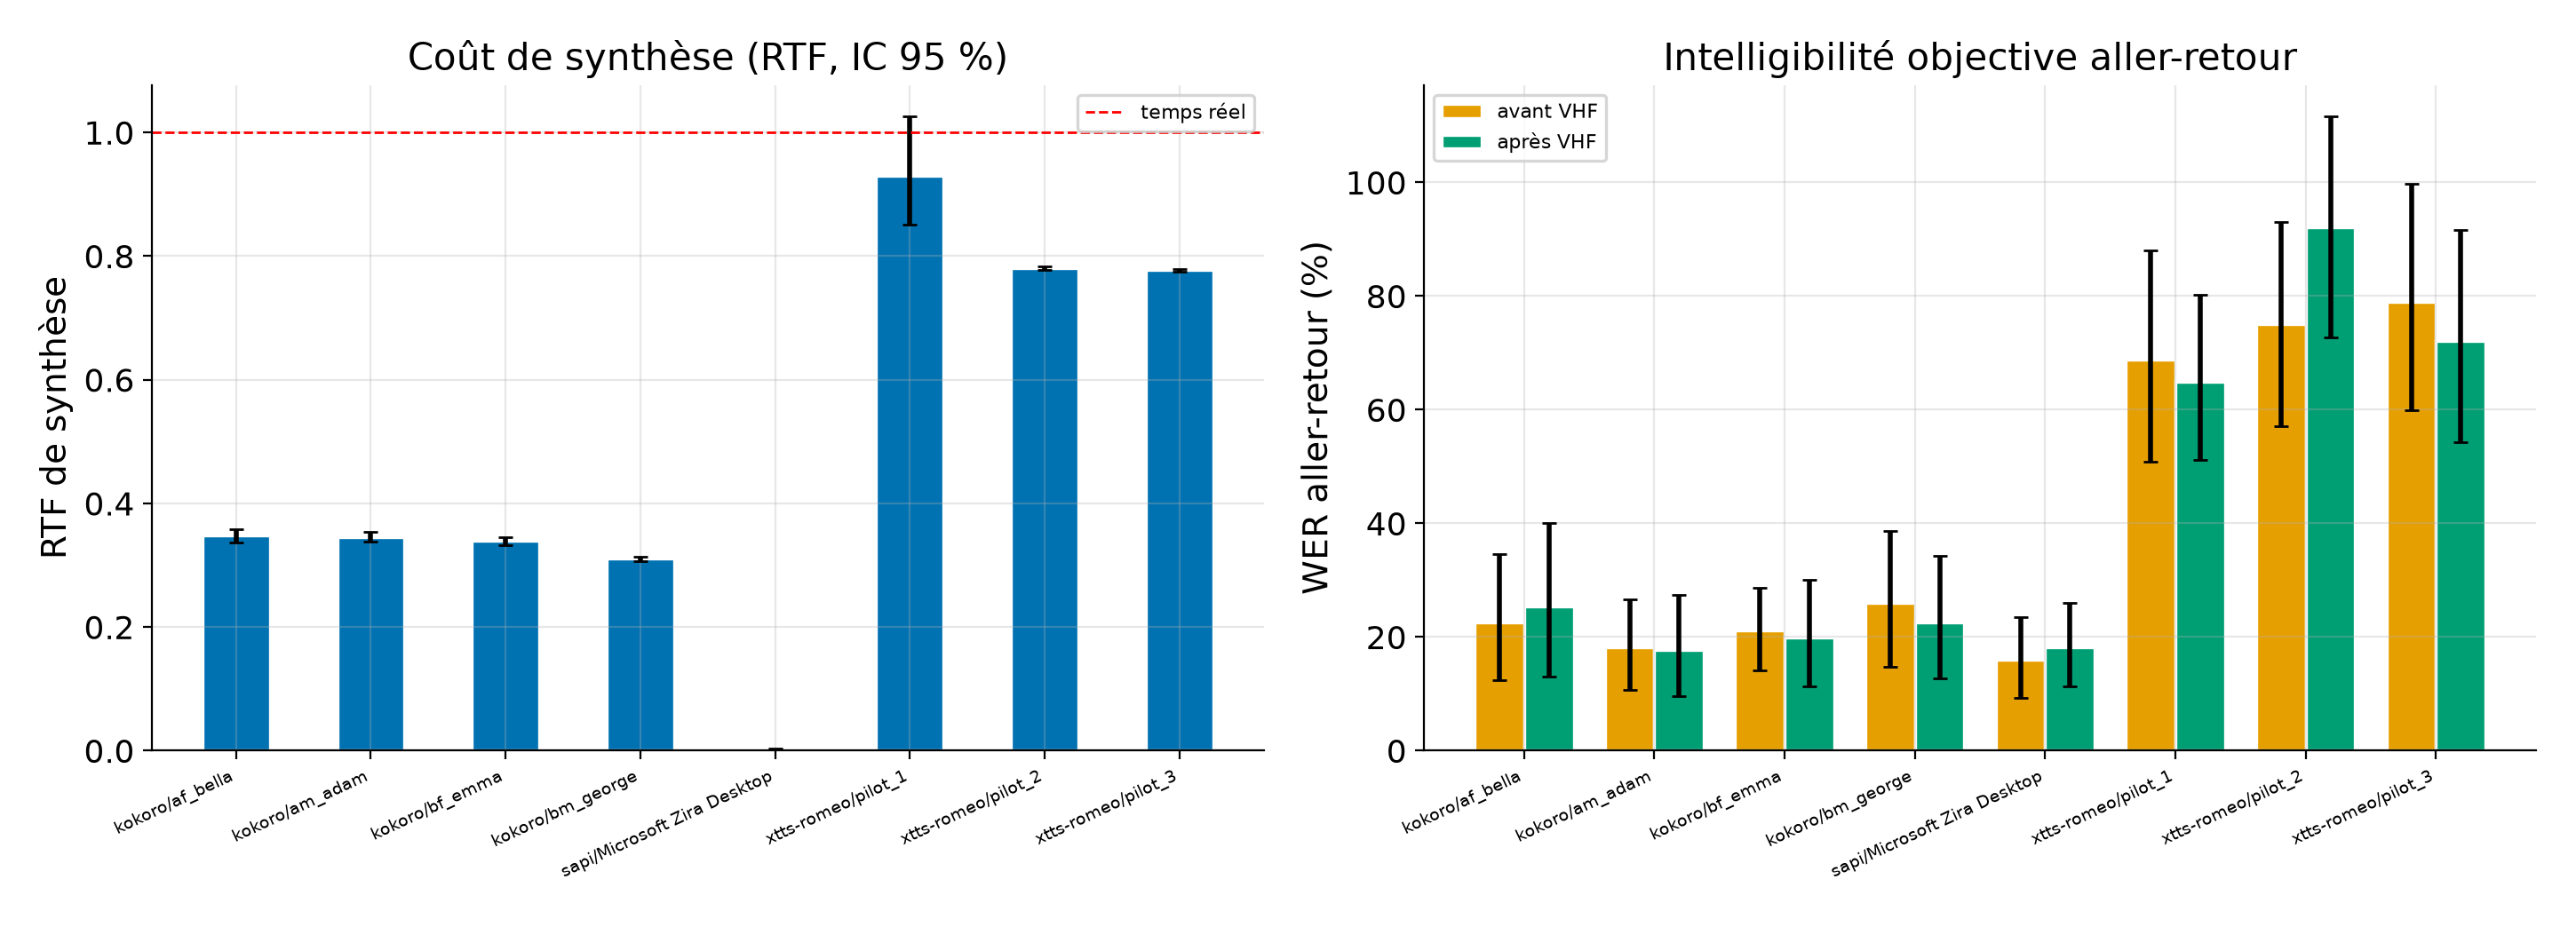 Coût de synthèse (RTF, IC 95 %)
temps réel
RTF de synthèse
1.0
0.8
0.6
0.4
0.2
0.0
kokoro/af_bella
kokoro/am_adam
kokoro/bf_emma
kokoro/bm_george
sapi/Microsoft Zira Desktop
xtts-romeo/pilot_1
xtts-romeo/pilot_2
xtts-romeo/pilot_3
Intelligibilité objective aller-retour
avant VHF
après VHF
WER aller-retour (%)
100
80
60
40
20
0
kokoro/af_bella
kokoro/am_adam
kokoro/bf_emma
kokoro/bm_george
sapi/Microsoft Zira Desktop
xtts-romeo/pilot_1
xtts-romeo/pilot_2
xtts-romeo/pilot_3